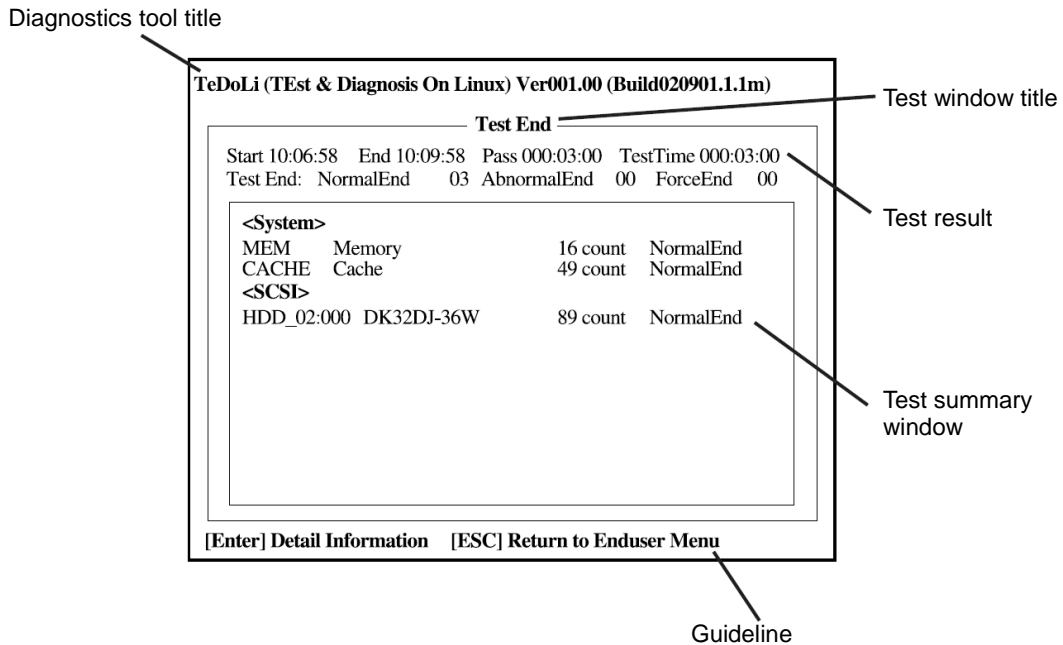 Diagnostics tool title
TeDoLi (TEst & Diagnosis On Linux) Ver001.00 (Build020901.1.1m)
Test window title
Test End
Start 10:06:58 End 10:09:58 Pass 000:03:00 TestTime 000:03:00
Test End: NormalEnd 03 AbnormalEnd 00 ForceEnd 00
Test result
<System>
MEM Memory 16 count NormalEnd
CACHE Cache 49 count NormalEnd
<SCSI>
HDD_02:000 DK32DJ-36W 89 count NormalEnd
Test summary
window
[Enter] Detail Information [ESC] Return to Enduser Menu
Guideline